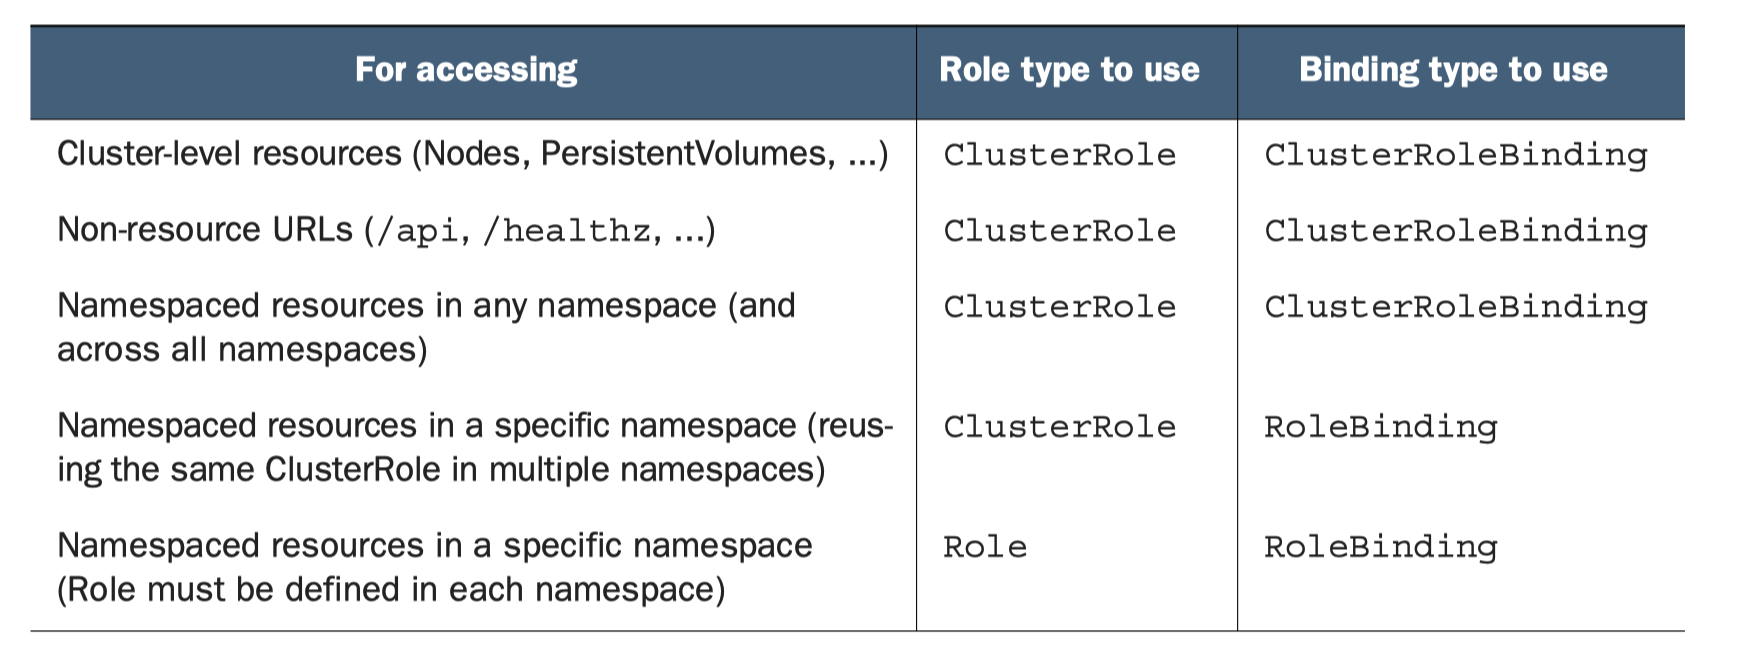 For accessing Role type to use Binding type to use
Cluster-level resources (Nodes, PersistentVolumes, ...) ClusterRole ClusterRoleBinding
Non-resource URLs (/api, /healthz, ...) ClusterRole ClusterRoleBinding
Namespaced resources in any namespace (and ClusterRole ClusterRoleBinding
across all namespaces)
Namespaced resources in a specific namespace (reus- ClusterRole RoleBinding
ing the same ClusterRole in multiple namespaces)
Namespaced resources in a specific namespace Role RoleBinding
(Role must be defined in each namespace)